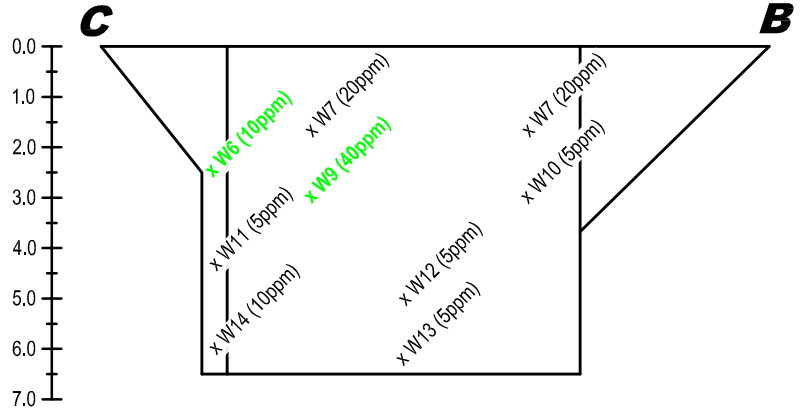 C
B
0.0
1.0
2.0
3.0
4.0
5.0
6.0
7.0
x W7 (20ppm)
x W7 (20ppm)
x W6 (10ppm)
x W9 (40ppm)
x W10 (5ppm)
x W11 (5ppm)
x W12 (5ppm)
x W14 (10ppm)
x W13 (5ppm)